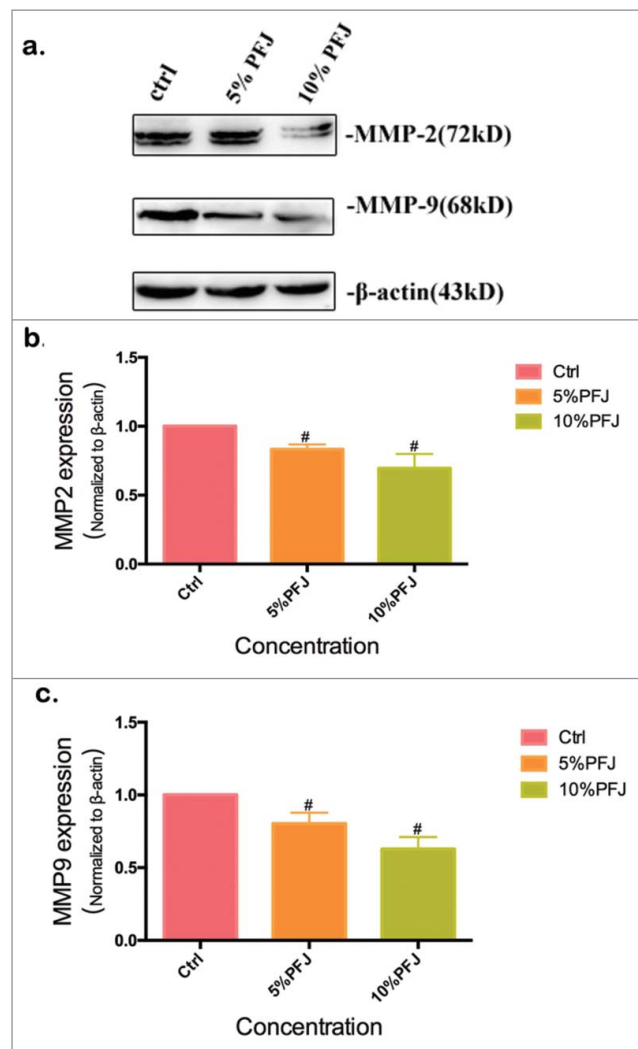 a.
ctrl
5% PFJ
10% PFJ
-MMP-2(72kD)
-MMP-9(68kD)
-β-actin(43kD)
b.
MMP2 expression
(Normalized to β-actin)
1.5
1.0
0.5
0.0
#
#
Ctrl
5%PFJ
10%PFJ
Concentration
Ctrl
5%PFJ
10%PFJ
c.
MMP9 expression
(Normalized to β-actin)
1.5
1.0
0.5
0.0
#
#
Ctrl
5%PFJ
10%PFJ
Concentration
Ctrl
5%PFJ
10%PFJ